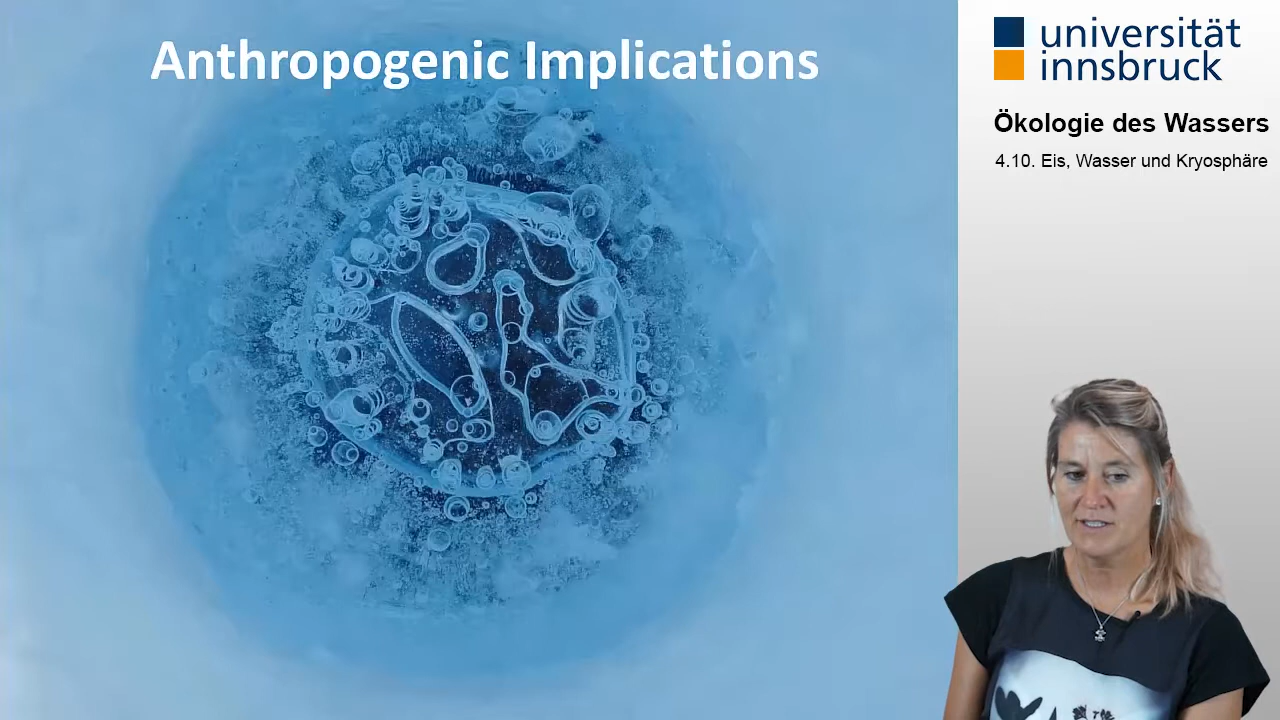 Anthropogenic Implications
universität
innsbruck
Ökologie des Wassers
4.10. Eis, Wasser und Kryosphäre